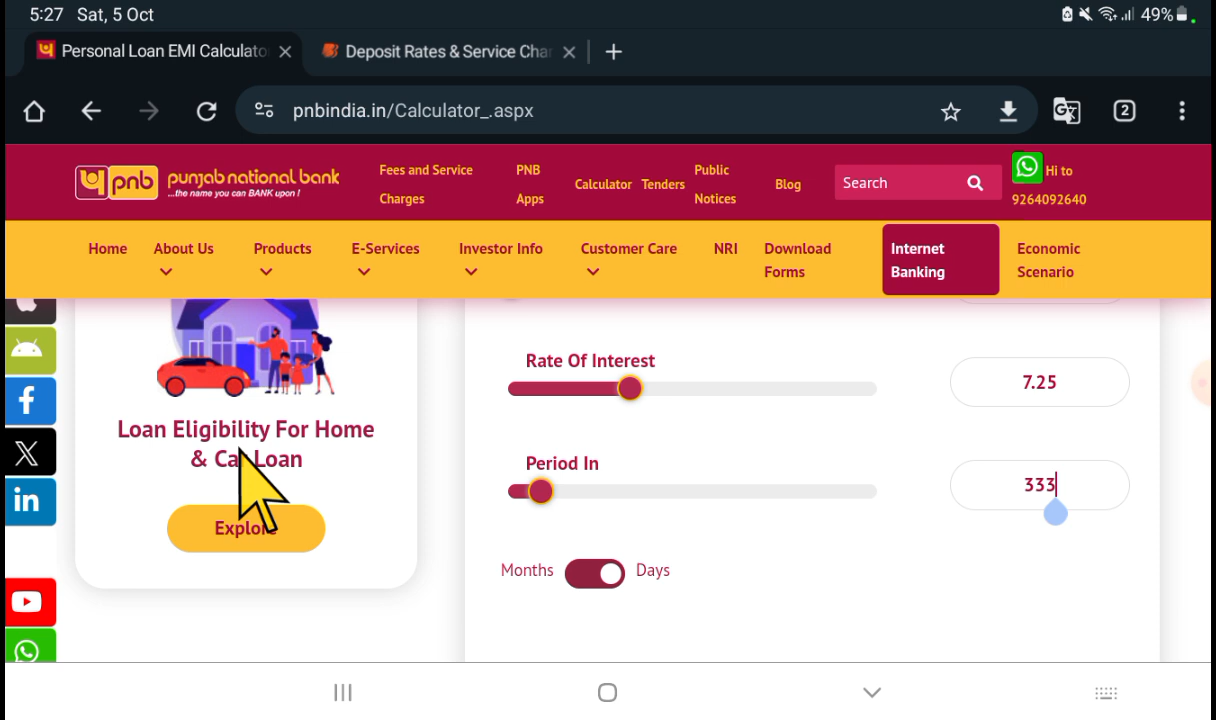 5:27 Sat, 5 Oct
49%
Personal Loan EMI Calculato
Deposit Rates & Service Char
pnbindia.in/Calculator_.aspx
2
pnb punjab national bank
...the name you can BANK upon !
Fees and Service
Charges
PNB
Apps
Calculator
Tenders
Public
Notices
Blog
Search
Hi to
9264092640
Home
About Us
Products
E-Services
Investor Info
Customer Care
NRI
Download
Forms
Internet
Banking
Economic
Scenario
Rate Of Interest
7.25
Loan Eligibility For Home
& Car Loan
Period In
333
Explore
Months
Days